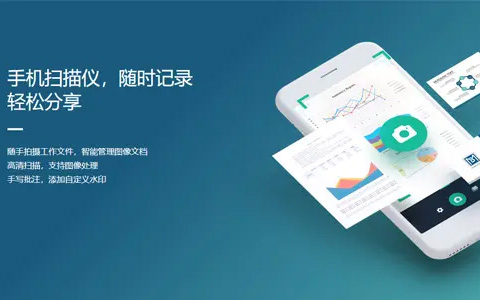 手机扫描仪，随时记录
轻松分享
随手拍摄工作文件，智能管理图像文档
高清扫描，支持图像处理
手写批注，添加自定义水印